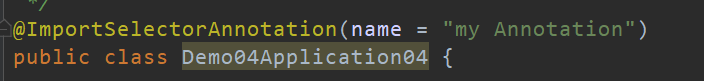 */
@ImportSelectorAnnotation(name = "my Annotation")
public class Demo04Application04 {